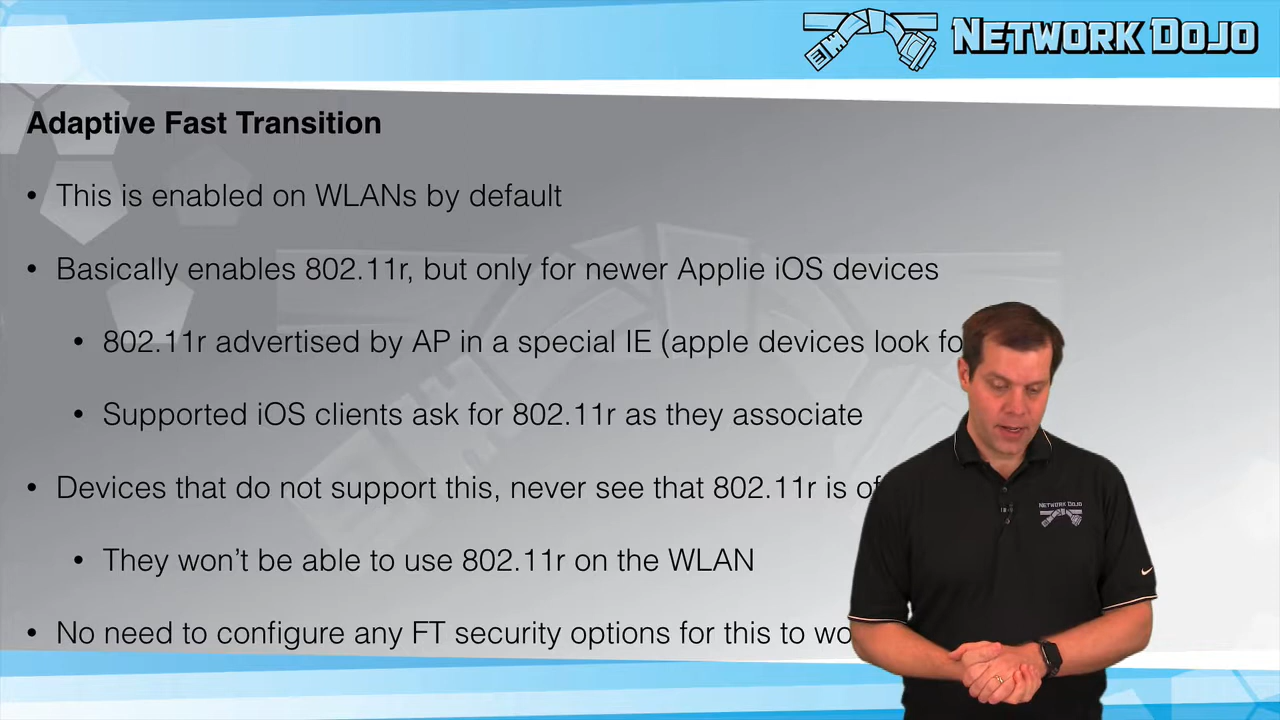 NETWORK DOJO
Adaptive Fast Transition
• This is enabled on WLANs by default
• Basically enables 802.11r, but only for newer Applie iOS devices
• 802.11r advertised by AP in a special IE (apple devices look
• Supported iOS clients ask for 802.11r as they associate
• Devices that do not support this, never see that 802.11r is
• They won't be able to use 802.11r on the WLAN
• No need to configure any FT security options for this to
NETWORK DOJO